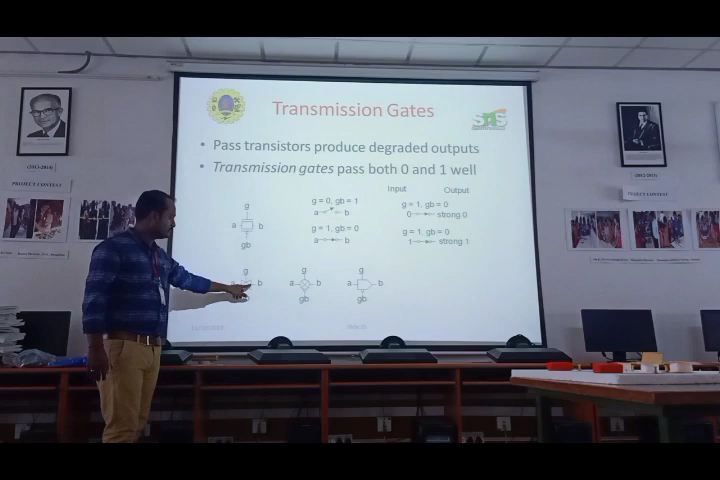 Transmission Gates
• Pass transistors produce degraded outputs
• Transmission gates pass both 0 and 1 well
Input Output
g = 0, gb = 1
a b
g = 1, gb = 0
a b
g = 1, gb = 0
0 strong 0
g = 1, gb = 0
1 strong 1
g
a b
gb
g
b
g
a b
gb
g
a b
gb
PROJECT CONTEST
PROJECT CONTEST